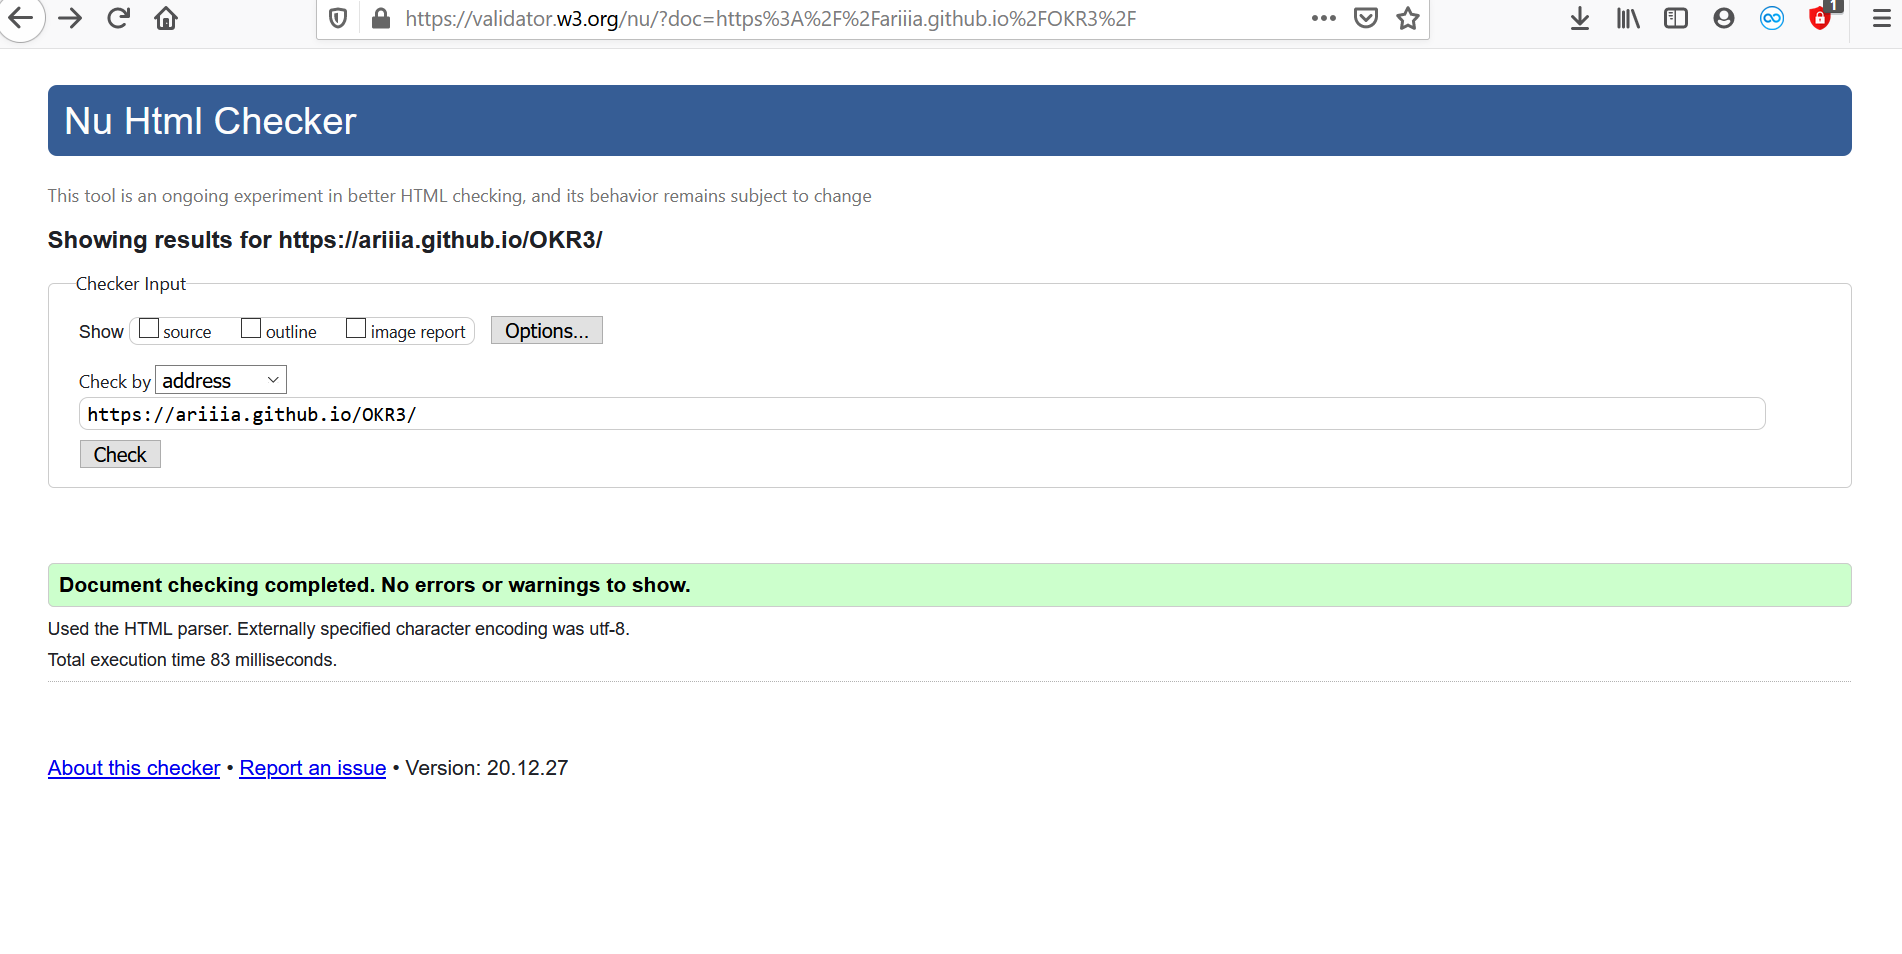 https://validator.w3.org/nu/?doc=https%3A%2F%2Fariiia.github.io%2FOKR3%2F
1
Nu Html Checker
This tool is an ongoing experiment in better HTML checking, and its behavior remains subject to change
Showing results for https://ariiia.github.io/OKR3/
Checker Input
Show source outline image report Options...
Check by address
https://ariiia.github.io/OKR3/
Check
Document checking completed. No errors or warnings to show.
Used the HTML parser. Externally specified character encoding was utf-8.
Total execution time 83 milliseconds.
About this checker • Report an issue • Version: 20.12.27